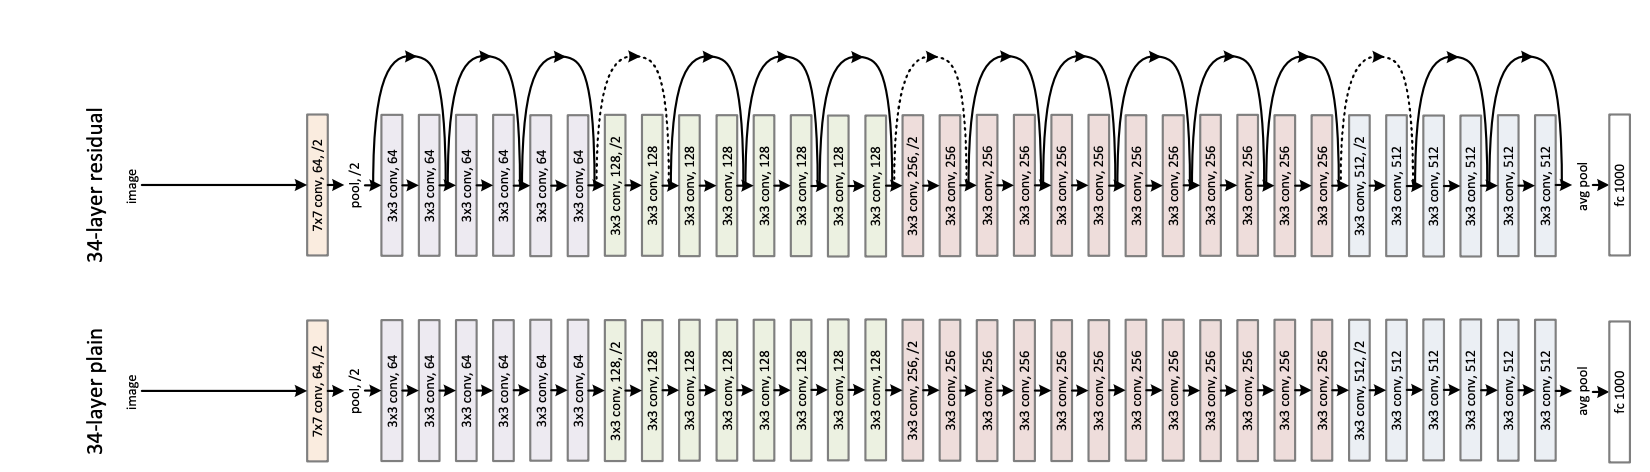 34-layer residual
image
7x7 conv, 64, /2
pool, /2
3x3 conv, 64
3x3 conv, 64
3x3 conv, 64
3x3 conv, 64
3x3 conv, 64
3x3 conv, 64
3x3 conv, 128, /2
3x3 conv, 128
3x3 conv, 128
3x3 conv, 128
3x3 conv, 128
3x3 conv, 128
3x3 conv, 128
3x3 conv, 128
3x3 conv, 256, /2
3x3 conv, 256
3x3 conv, 256
3x3 conv, 256
3x3 conv, 256
3x3 conv, 256
3x3 conv, 256
3x3 conv, 256
3x3 conv, 256
3x3 conv, 256
3x3 conv, 256
3x3 conv, 256
3x3 conv, 512, /2
3x3 conv, 512
3x3 conv, 512
3x3 conv, 512
3x3 conv, 512
3x3 conv, 512
avg pool
fc 1000
34-layer plain
image
7x7 conv, 64, /2
pool, /2
3x3 conv, 64
3x3 conv, 64
3x3 conv, 64
3x3 conv, 64
3x3 conv, 64
3x3 conv, 64
3x3 conv, 128, /2
3x3 conv, 128
3x3 conv, 128
3x3 conv, 128
3x3 conv, 128
3x3 conv, 128
3x3 conv, 128
3x3 conv, 128
3x3 conv, 256, /2
3x3 conv, 256
3x3 conv, 256
3x3 conv, 256
3x3 conv, 256
3x3 conv, 256
3x3 conv, 256
3x3 conv, 256
3x3 conv, 256
3x3 conv, 256
3x3 conv, 256
3x3 conv, 256
3x3 conv, 512, /2
3x3 conv, 512
3x3 conv, 512
3x3 conv, 512
3x3 conv, 512
3x3 conv, 512
avg pool
fc 1000